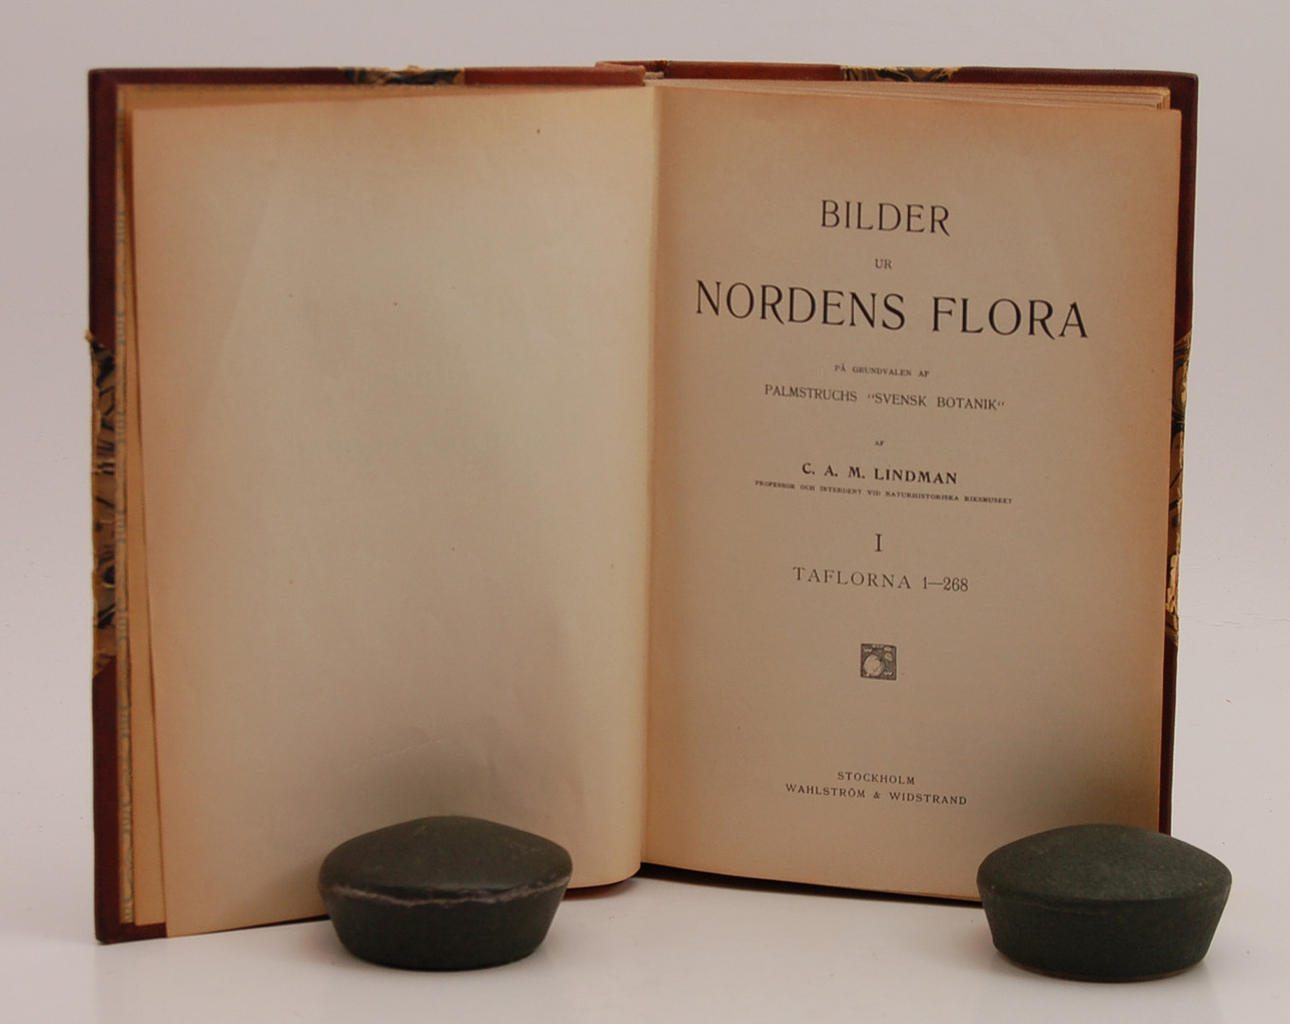 BILDER
UR
NORDENS FLORA
PÅ GRUNDVALEN AF
PALMSTRUCHS "SVENSK BOTANIK"
AF
C. A. M. LINDMAN
PROFESSOR OCH INTENDENT VID NATURHISTORISKA RIKSMUSEET
I
TAFLORNA 1—268
STOCKHOLM
WAHLSTRÖM & WIDSTRAND